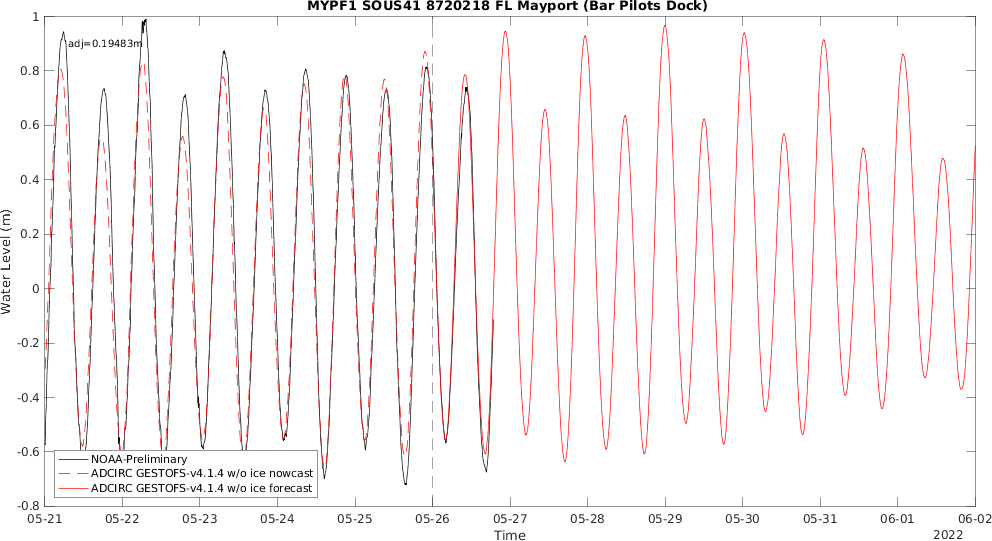 MYPF1 SOUS41 8720218 FL Mayport (Bar Pilots Dock)
1
adj=0.19483m
0.8
0.6
0.4
0.2
0
-0.2
-0.4
-0.6
-0.8
Water Level (m)
NOAA-Preliminary
ADCIRC GESTOFS-v4.1.4 w/o ice nowcast
ADCIRC GESTOFS-v4.1.4 w/o ice forecast
05-21 05-22 05-23 05-24 05-25 05-26 05-27 05-28 05-29 05-30 05-31 06-01 06-02
Time
2022